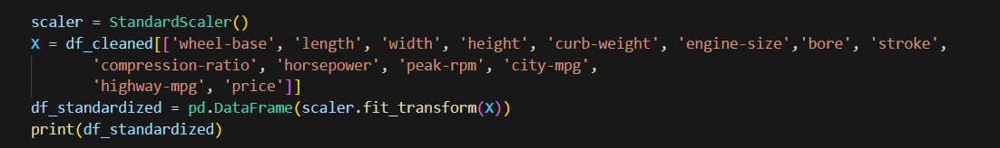 scaler = StandardScaler()
X = df_cleaned[['wheel-base', 'length', 'width', 'height', 'curb-weight', 'engine-size','bore', 'stroke',
        'compression-ratio', 'horsepower', 'peak-rpm', 'city-mpg',
        'highway-mpg', 'price']]
df_standardized = pd.DataFrame(scaler.fit_transform(X))
print(df_standardized)